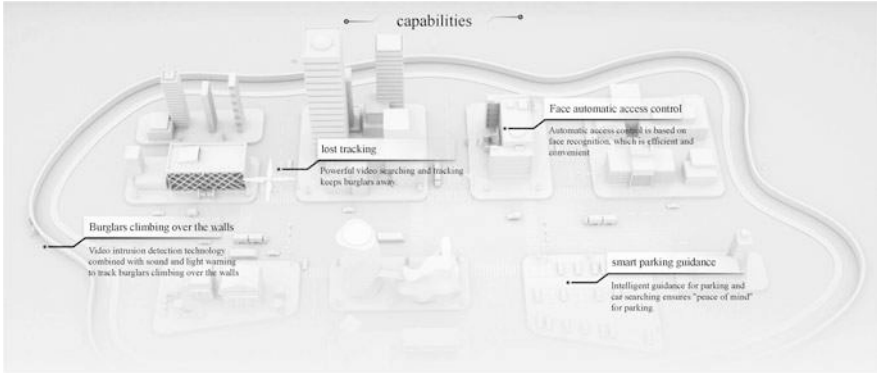 capabilities
Face automatic access control
Automatic access control is based on
face recognition, which is efficient and
convenient
lost tracking
Powerful video searching and tracking
keeps burglars away.
Burglars climbing over the walls
Video intrusion detection technology
combined with sound and light warning
to track burglars climbing over the walls
smart parking guidance
Intelligent guidance for parking and
car searching ensures "peace of mind"
for parking